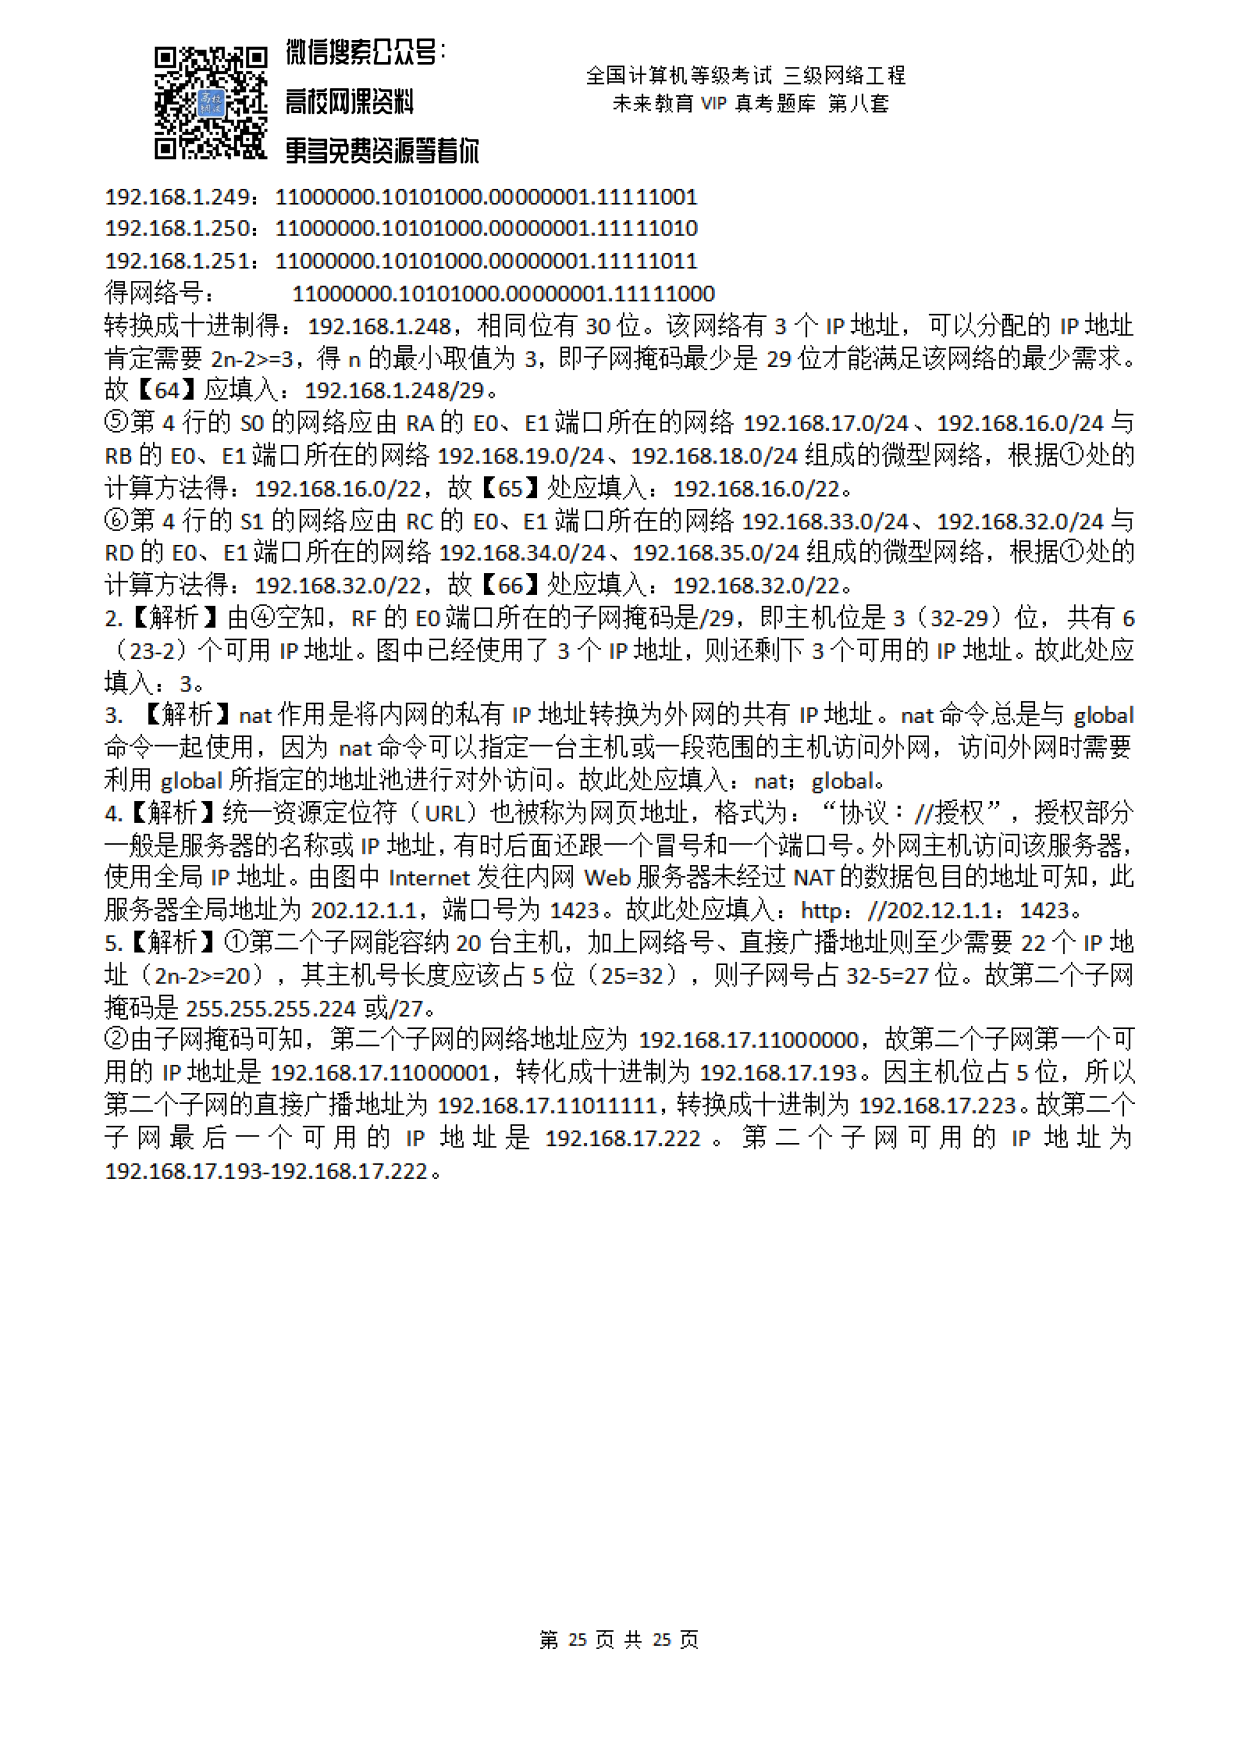 微信搜索公众号：
高校网课资料
更多免费资源等着你
全国计算机等级考试 三级网络工程
未来教育 VIP 真考题库 第八套
192.168.1.249：11000000.10101000.00000001.11111001
192.168.1.250：11000000.10101000.00000001.11111010
192.168.1.251：11000000.10101000.00000001.11111011
得网络号： 11000000.10101000.00000001.11111000
转换成十进制得：192.168.1.248，相同位有 30 位。该网络有 3 个 IP 地址，可以分配的 IP 地址
肯定需要 2n-2>=3，得 n 的最小取值为 3，即子网掩码最少是 29 位才能满足该网络的最少需求。
故【64】应填入：192.168.1.248/29。
⑤第 4 行的 S0 的网络应由 RA 的 E0、E1 端口所在的网络 192.168.17.0/24、192.168.16.0/24 与
RB 的 E0、E1 端口所在的网络 192.168.19.0/24、192.168.18.0/24 组成的微型网络，根据①处的
计算方法得：192.168.16.0/22，故【65】处应填入：192.168.16.0/22。
⑥第 4 行的 S1 的网络应由 RC 的 E0、E1 端口所在的网络 192.168.33.0/24、192.168.32.0/24 与
RD 的 E0、E1 端口所在的网络 192.168.34.0/24、192.168.35.0/24 组成的微型网络，根据①处的
计算方法得：192.168.32.0/22，故【66】处应填入：192.168.32.0/22。
2.【解析】由④空知，RF 的 E0 端口所在的子网掩码是/29，即主机位是 3（32-29）位，共有 6
（23-2）个可用 IP 地址。图中已经使用了 3 个 IP 地址，则还剩下 3 个可用的 IP 地址。故此处应
填入：3。
3. 【解析】nat 作用是将内网的私有 IP 地址转换为外网的共有 IP 地址。nat 命令总是与 global
命令一起使用，因为 nat 命令可以指定一台主机或一段范围的主机访问外网，访问外网时需要
利用 global 所指定的地址池进行对外访问。故此处应填入：nat；global。
4.【解析】统一资源定位符（URL）也被称为网页地址，格式为：“协议：//授权”，授权部分
一般是服务器的名称或 IP 地址，有时后面还跟一个冒号和一个端口号。外网主机访问该服务器，
使用全局 IP 地址。由图中 Internet 发往内网 Web 服务器未经过 NAT 的数据包目的地址可知，此
服务器全局地址为 202.12.1.1，端口号为 1423。故此处应填入：http：//202.12.1.1：1423。
5.【解析】①第二个子网能容纳 20 台主机，加上网络号、直接广播地址则至少需要 22 个 IP 地
址（2n-2>=20），其主机号长度应该占 5 位（25=32），则子网号占 32-5=27 位。故第二个子网
掩码是 255.255.255.224 或/27。
②由子网掩码可知，第二个子网的网络地址应为 192.168.17.11000000，故第二个子网第一个可
用的 IP 地址是 192.168.17.11000001，转化成十进制为 192.168.17.193。因主机位占 5 位，所以
第二个子网的直接广播地址为 192.168.17.11011111，转换成十进制为 192.168.17.223。故第二个
子网最后一个可用的 IP 地址是 192.168.17.222。第二个子网可用的 IP 地址为
192.168.17.193-192.168.17.222。
第 25 页 共 25 页